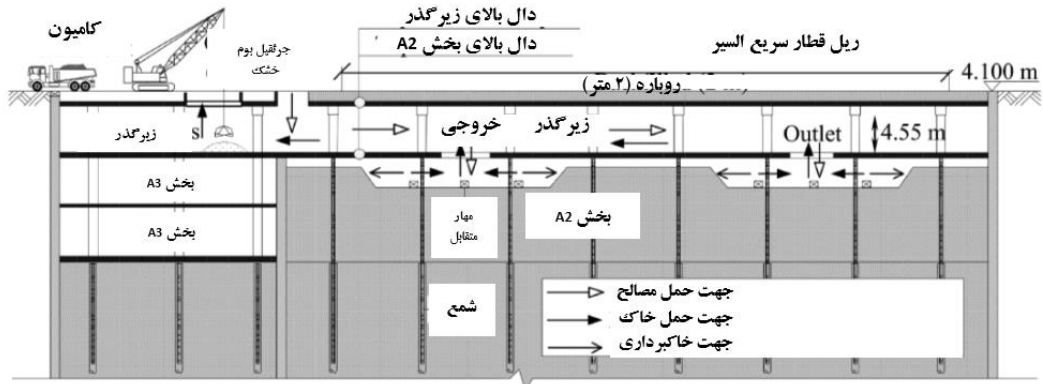 دال بالای زیرگذر
دال بالای بخش A2
کامیون
جرثقیل بوم
خشک
ریل قطار سریع السیر
4.100 m
روباره (۲ متر)
زیرگذر
S
خروجی
زیرگذر
Outlet
4.55 m
بخش A3
بخش A3
مهار
متقابل
بخش A2
شمع
جهت حمل مصالح
جهت حمل خاک
جهت خاکبرداری